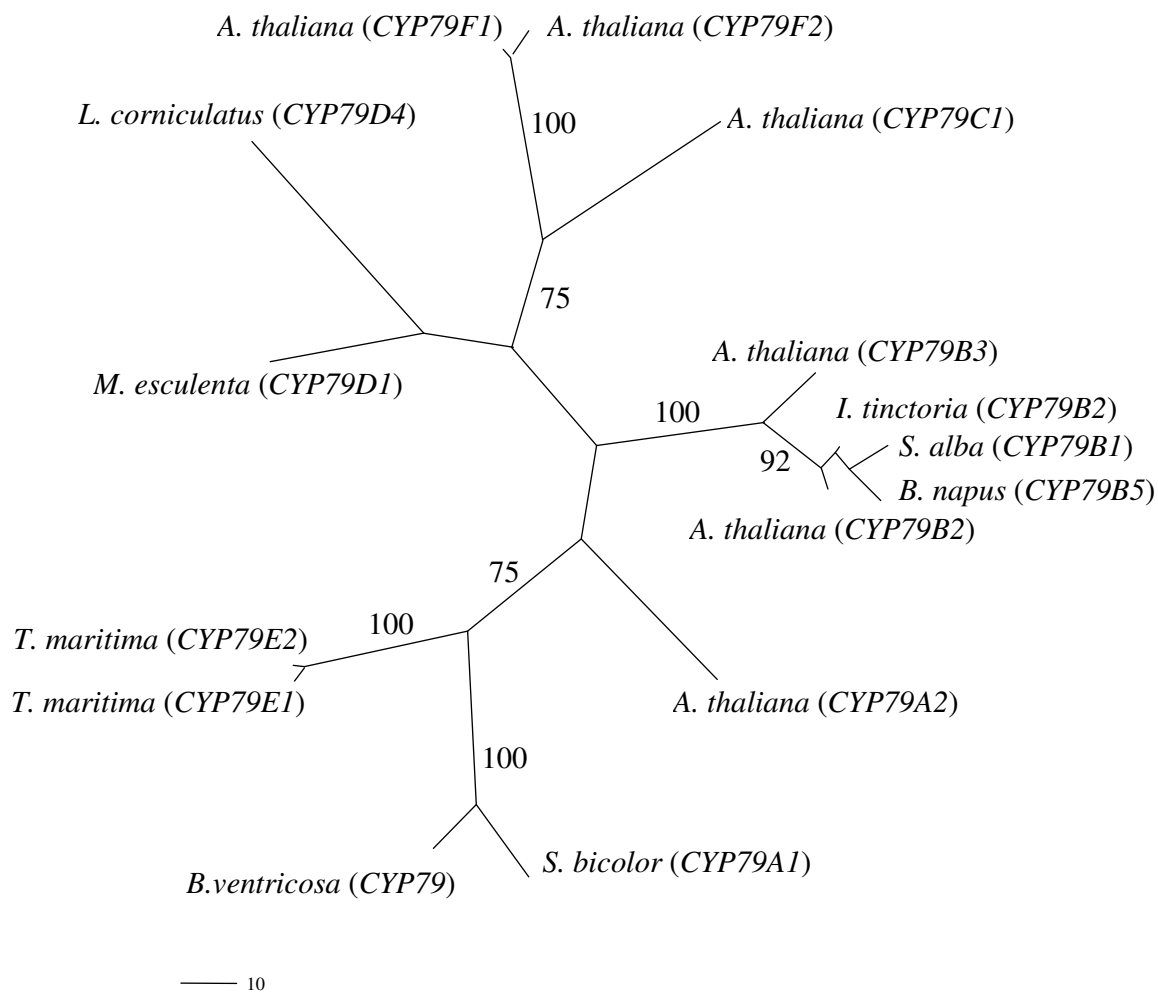 A. thaliana (CYP79F1)
A. thaliana (CYP79F2)
L. corniculatus (CYP79D4)
100
A. thaliana (CYP79C1)
75
A. thaliana (CYP79B3)
M. esculenta (CYP79D1)
100
I. tinctoria (CYP79B2)
S. alba (CYP79B1)
92
B. napus (CYP79B5)
A. thaliana (CYP79B2)
75
100
T. maritima (CYP79E2)
T. maritima (CYP79E1)
A. thaliana (CYP79A2)
100
S. bicolor (CYP79A1)
B.ventricosa (CYP79)
10